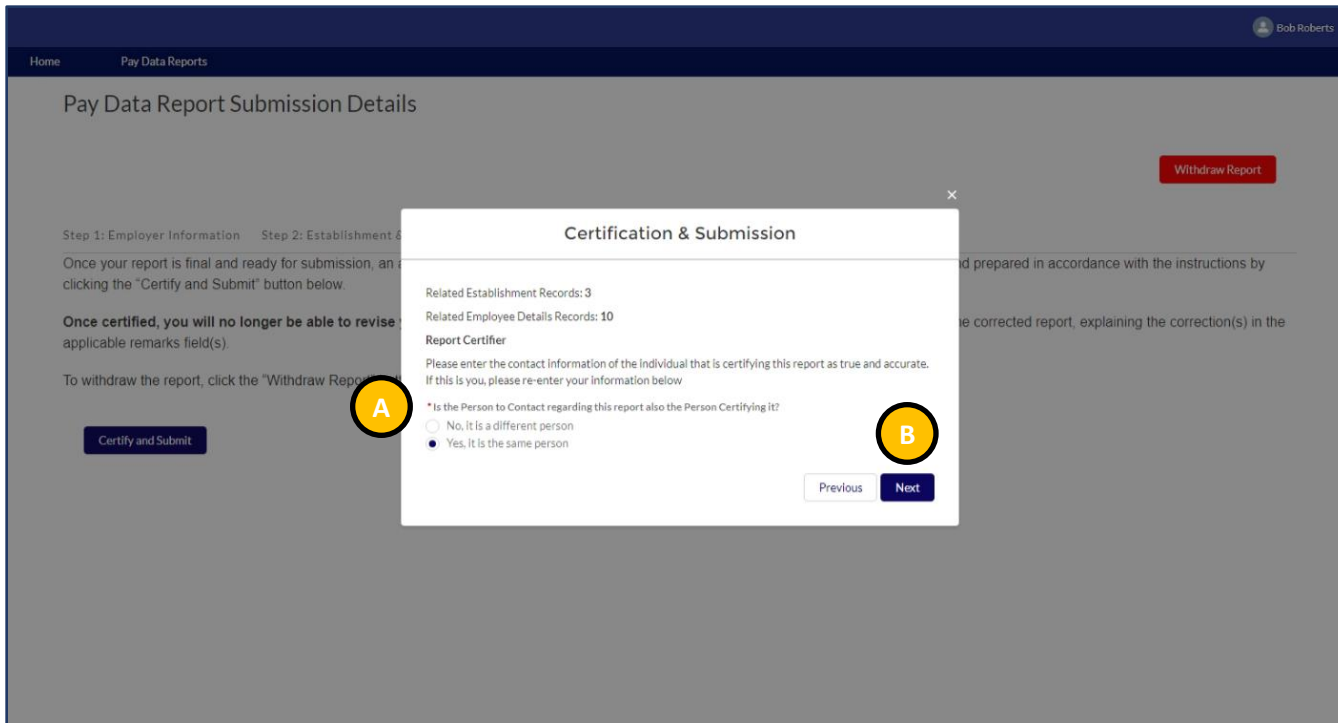 Bob Roberts
Home Pay Data Reports
Pay Data Report Submission Details
Withdraw Report
×
Step 1: Employer Information Step 2: Establishment &
Once your report is final and ready for submission, an a
nd prepared in accordance with the instructions by
clicking the "Certify and Submit" button below.
Once certified, you will no longer be able to revise
he corrected report, explaining the correction(s) in the
applicable remarks field(s).
To withdraw the report, click the "Withdraw Report"
Certify and Submit
Certification & Submission
Related Establishment Records: 3
Related Employee Details Records: 10
Report Certifier
Please enter the contact information of the individual that is certifying this report as true and accurate.
If this is you, please re-enter your information below
A
*Is the Person to Contact regarding this report also the Person Certifying it?
No, it is a different person
Yes, it is the same person
B
Previous Next